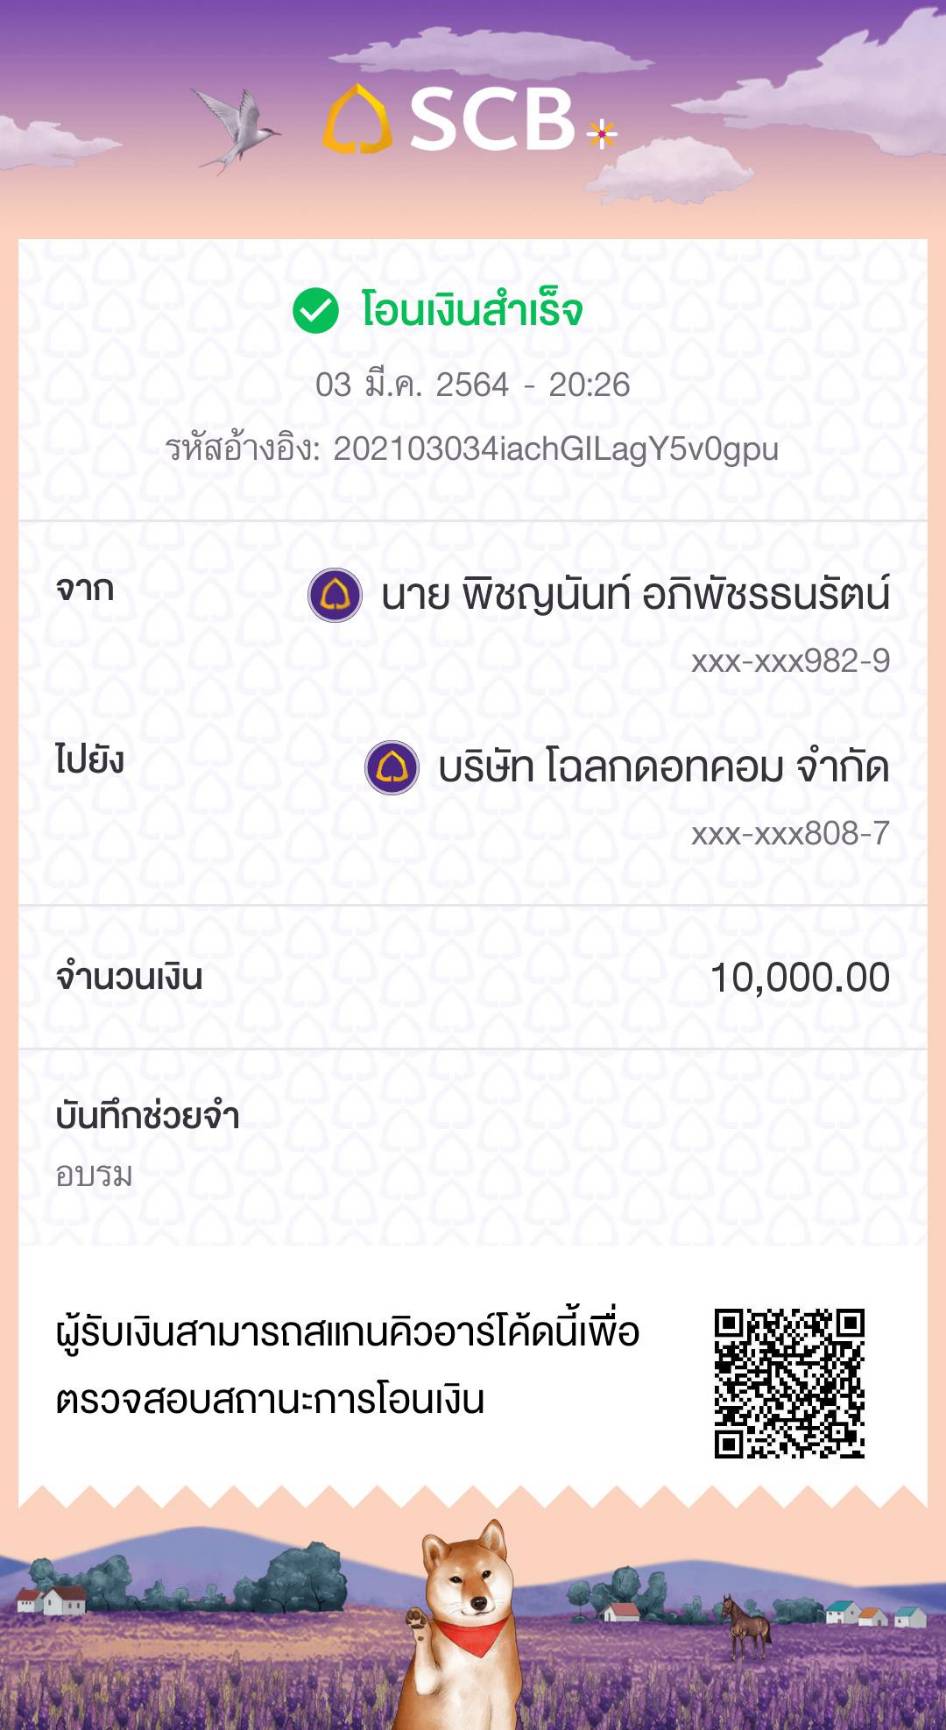 SCB
โอนเงินสำเร็จ
03 มี.ค. 2564 - 20:26
รหัสอ้างอิง: 202103034iachGILagY5v0gpu
จาก
นาย พิชญนันท์ อภิพัชรธนรัตน์
xxx-xxx982-9
ไปยัง
บริษัท โฉลกดอทคอม จำกัด
xxx-xxx808-7
จำนวนเงิน
10,000.00
บันทึกช่วยจำ
อบรม
ผู้รับเงินสามารถสแกนคิวอาร์โค้ดนี้เพื่อ
ตรวจสอบสถานะการโอนเงิน